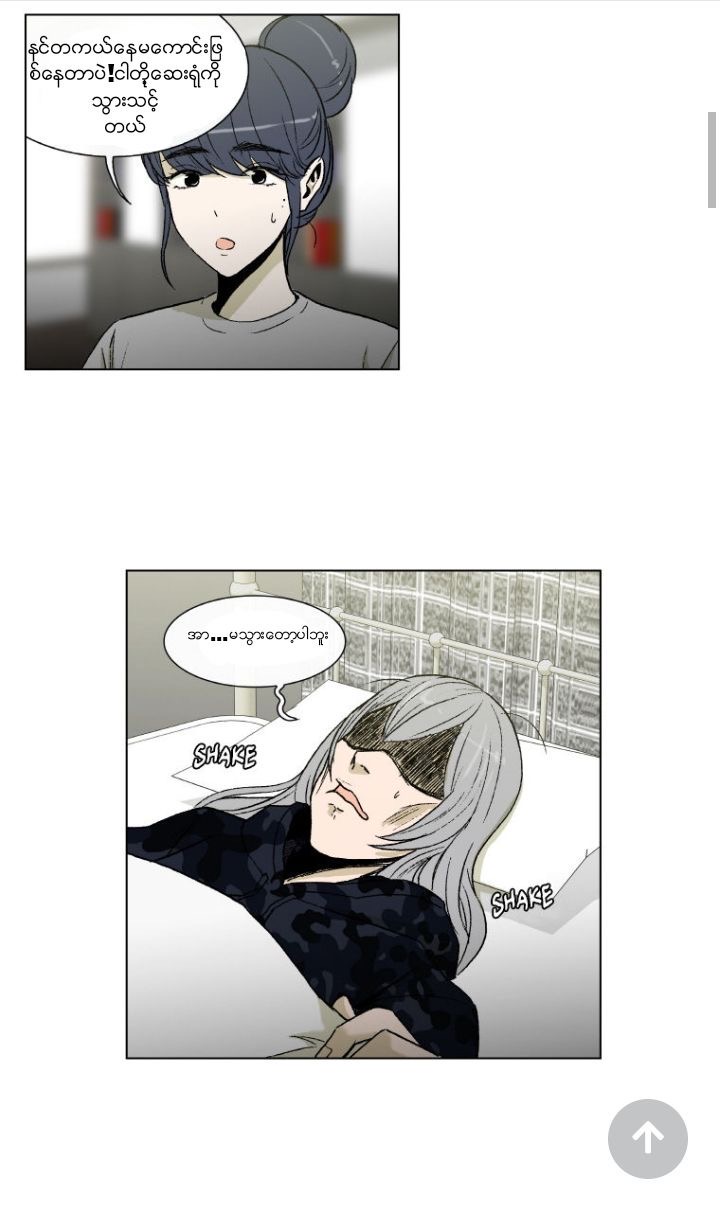 နင်တကယ်နေမကောင်းဖြ
စ်နေတာပဲ!ငါတို့ဆေးရုံကို
သွားသင့်
တယ်
အာ...မသွားတော့ပါဘူး
SHAKE
SHAKE